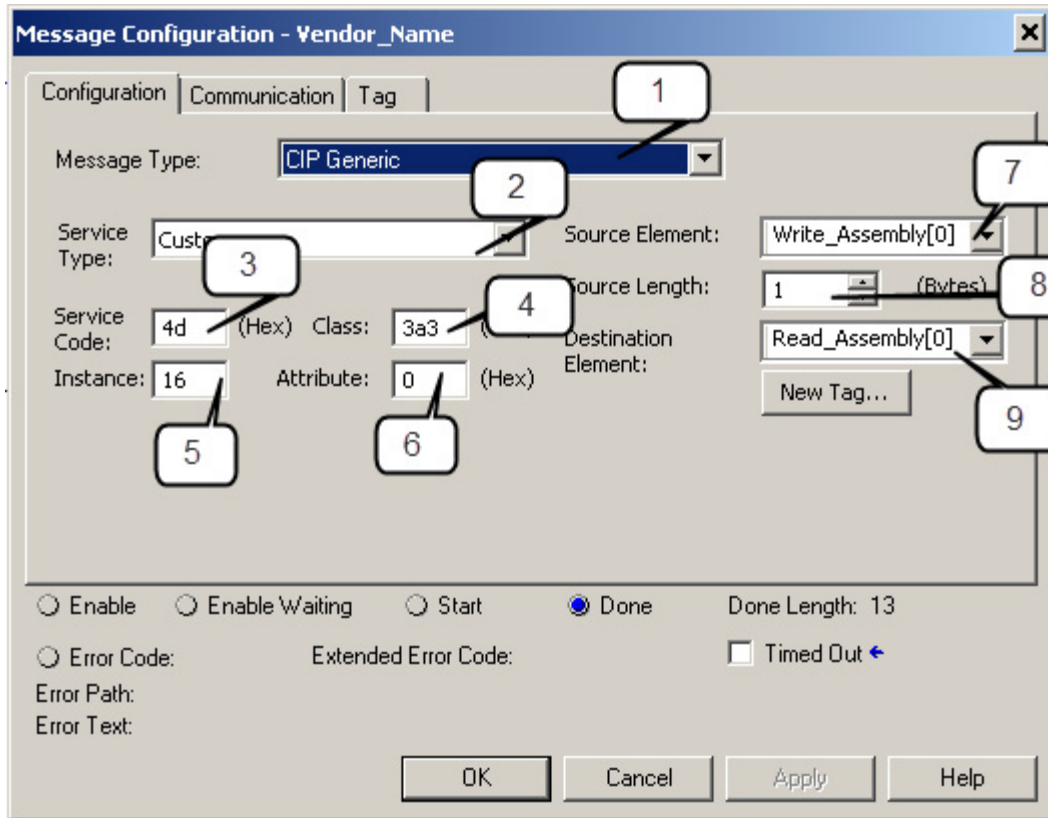 Message Configuration - Vendor_Name
Configuration Communication Tag
1
Message Type: CIP Generic
2
7
Service Type: Source Element: Write_Assembly[0]
3
Source Length: 1 (Bytes)
4
8
Service Code: 4d (Hex) Class: 3a3
Destination Element: Read_Assembly[0]
Instance: 16 Attribute: 0 (Hex)
New Tag...
5
6
9
Enable Enable Waiting Start Done Done Length: 13
Error Code: Extended Error Code: Timed Out
Error Path:
Error Text:
OK Cancel Apply Help